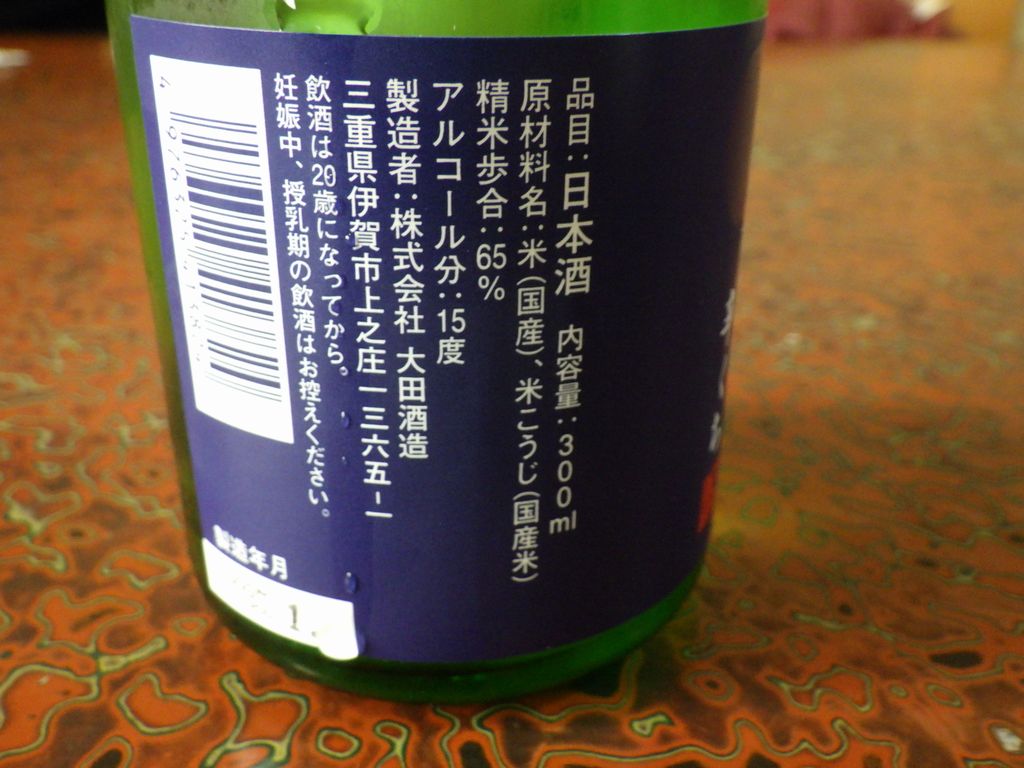 品目:日本酒 内容量:300ml
原材料名:米(国産)、米こうじ(国産米)
精米歩合:65%
アルコール分:15度
製造者:株式会社 大田酒造
三重県伊賀市上之庄一三六五-一
飲酒は20歳になってから。
妊娠中、授乳期の飲酒はお控えください。
製造年月